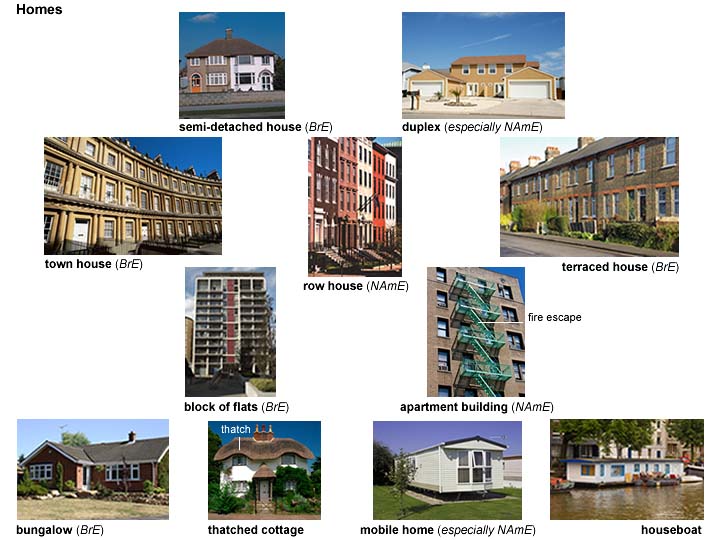 Homes
semi-detached house (BrE)
duplex (especially NAmE)
town house (BrE)
row house (NAmE)
terraced house (BrE)
fire escape
block of flats (BrE)
apartment building (NAmE)
thatch
bungalow (BrE)
thatched cottage
mobile home (especially NAmE)
houseboat